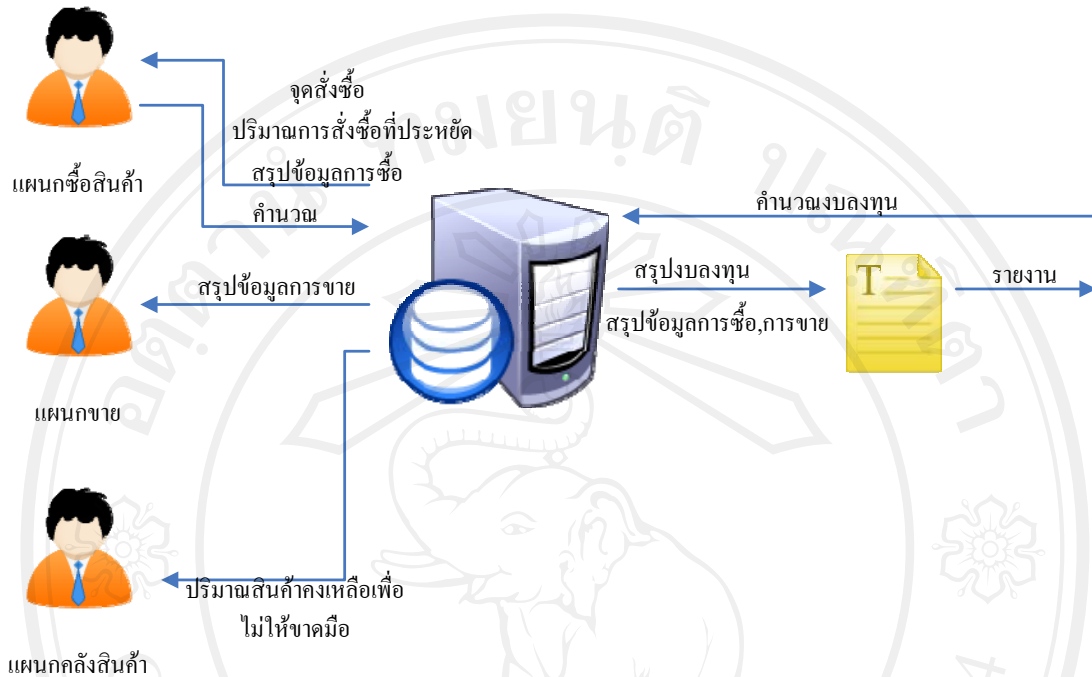 จุดสั่งซื้อ
ปริมาณการสั่งซื้อที่ประหยัด
สรุปข้อมูลการซื้อ
แผนกซื้อสินค้า
คำนวณ
คำนวณงบลงทุน
สรุปข้อมูลการขาย
สรุปงบลงทุน
รายงาน
สรุปข้อมูลการซื้อ,การขาย
แผนกขาย
ปริมาณสินค้าคงเหลือเพื่อ
ไม่ให้ขาดมือ
แผนกคลังสินค้า
T